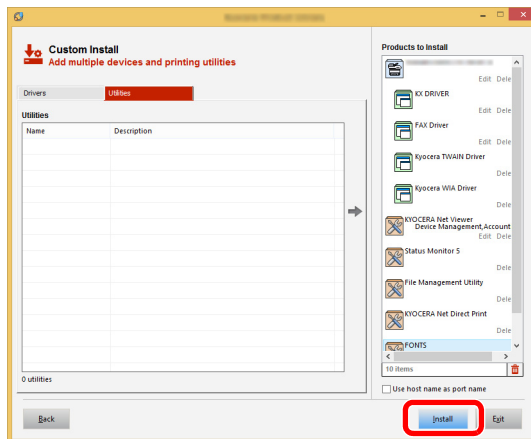 Custom Install
Add multiple devices and printing utilities
Drivers
Utilities
Utilities
Name
Description
0 utilities
Products to Install
Edit Dele
KX DRIVER
Edit Dele
FAX Driver
Edit Dele
Kyocera TWAIN Driver
Dele
Kyocera WIA Driver
Dele
KYOCERA Net Viewer
Device Management,Account
Edit Dele
Status Monitor 5
Dele
File Management Utility
Dele
KYOCERA Net Direct Print
Dele
FONTS
10 items
Use host name as port name
Back
Install
Exit